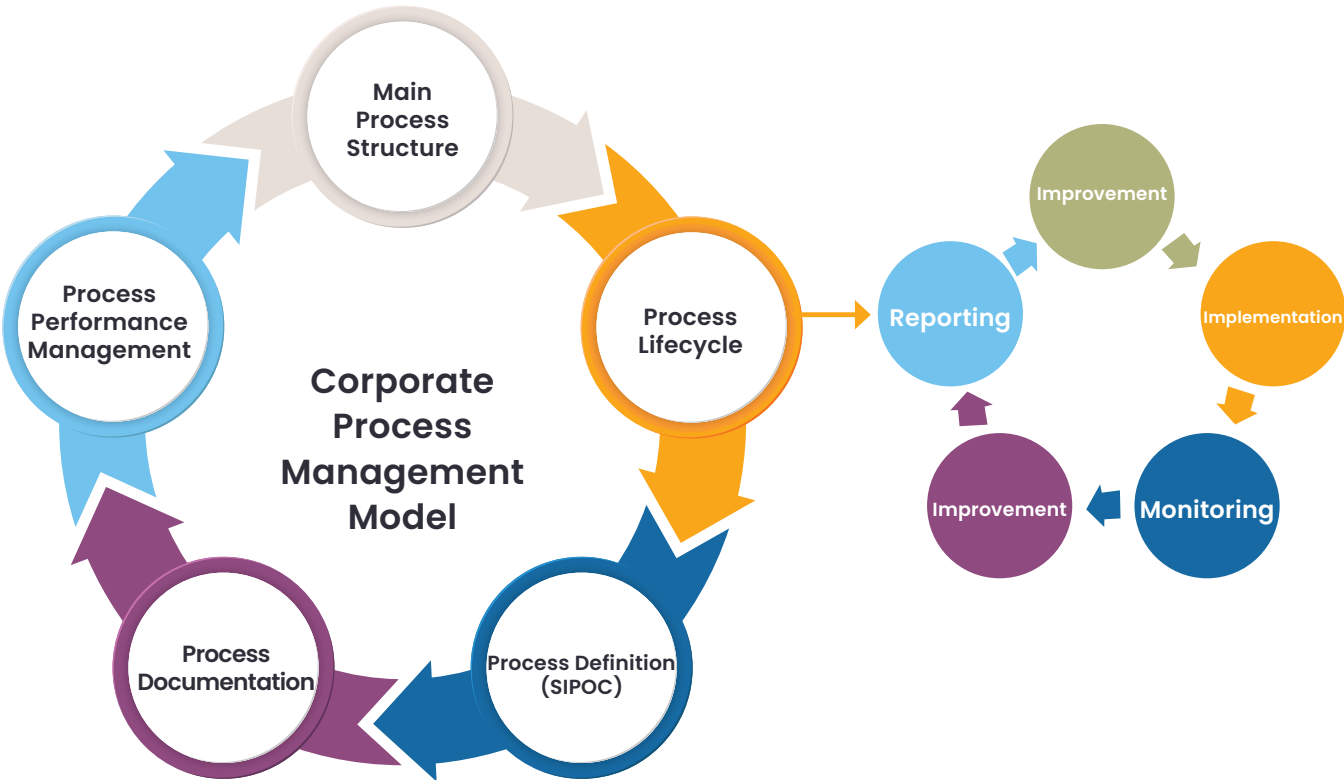 Main
Process
Structure
Process
Lifecycle
Process Definition
(SIPOC)
Process
Documentation
Process
Performance
Management
Corporate
Process
Management
Model
Improvement
Implementation
Monitoring
Improvement
Reporting